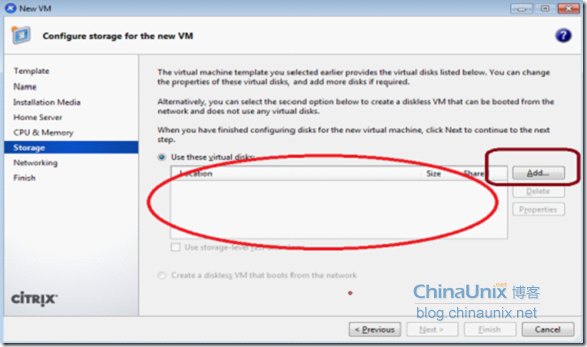 New VM
Configure storage for the new VM
?
Template
Name
Installation Media
Home Server
CPU & Memory
Storage
Networking
Finish
The virtual machine template you selected earlier provides the virtual disks listed below. You can change
the properties of these virtual disks, and add more disks if required.
Alternatively, you can select the second option below to create a diskless VM that can be booted from the
network and does not use any virtual disks.
When you have finished configuring disks for the new virtual machine, click Next to continue to the next
step.
Use these virtual disks:
Location Size Share
Add...
Delete
Properties
Use storage-level
Create a diskless VM that boots from the network
CITRIX
ChinaUnix.net 博客
blog.chinaunix.net
< Previous Next > Finish Cancel